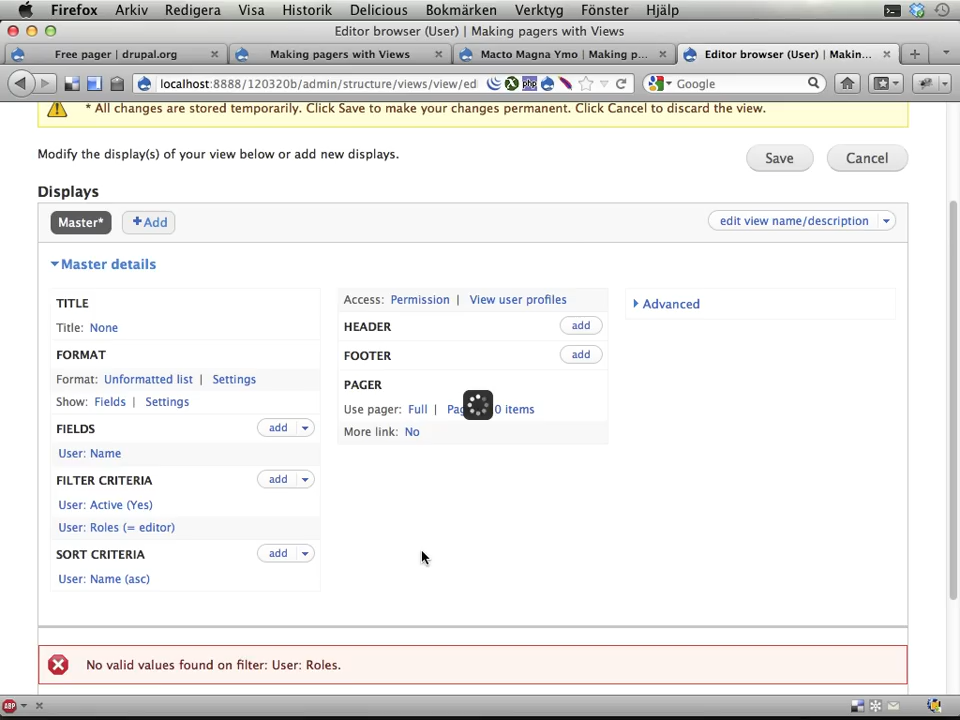 Firefox Arkiv Redigera Visa Historik Delicious Bokmärken Verktyg Fönster Hjälp
Editor browser (User) | Making pagers with Views
Free pager | drupal.org Making pagers with Views Macto Magna Ymo | Making p... Editor browser (User) | Makin...
localhost:8888/120320b/admin/structure/views/view/ed Google
* All changes are stored temporarily. Click Save to make your changes permanent. Click Cancel to discard the view.
Modify the display(s) of your view below or add new displays. Save Cancel
Displays
Master* +Add edit view name/description
Master details
TITLE
Title: None
FORMAT
Format: Unformatted list | Settings
Show: Fields | Settings
FIELDS add
User: Name
FILTER CRITERIA add
User: Active (Yes)
User: Roles (= editor)
SORT CRITERIA add
User: Name (asc)
Access: Permission | View user profiles
HEADER add
FOOTER add
PAGER
Use pager: Full | 0 items
More link: No
Advanced
No valid values found on filter: User: Roles.
ABP